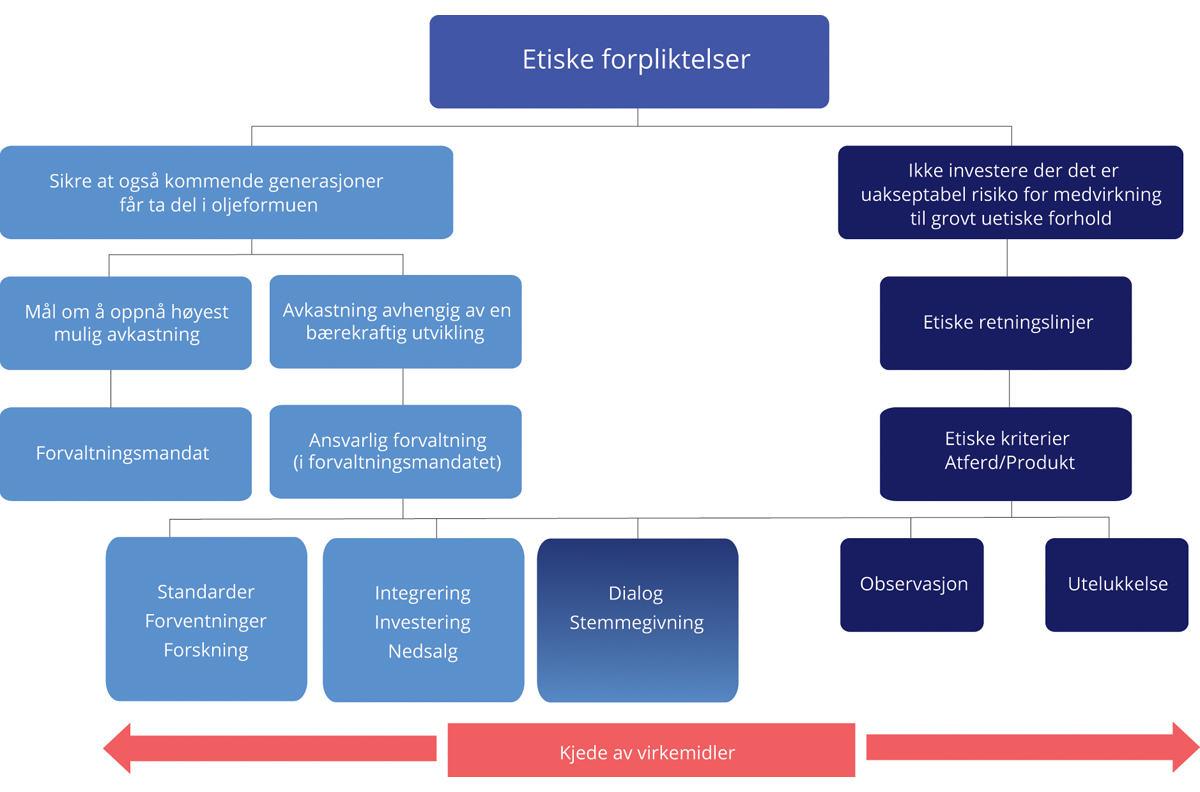 Etiske forpliktelser
Sikre at også kommende generasjoner
får ta del i oljeformuen
Ikke investere der det er
uakseptabel risiko for medvirkning
til grovt uetiske forhold
Mål om å oppnå høyest
mulig avkastning
Avkastning avhengig av en
bærekraftig utvikling
Etiske retningslinjer
Forvaltningsmandat
Ansvarlig forvaltning
(i forvaltningsmandatet)
Etiske kriterier
Atferd/Produkt
Standarder
Forventninger
Forskning
Integrering
Investering
Nedsalg
Dialog
Stemmegivning
Observasjon
Utelukkelse
Kjede av virkemidler